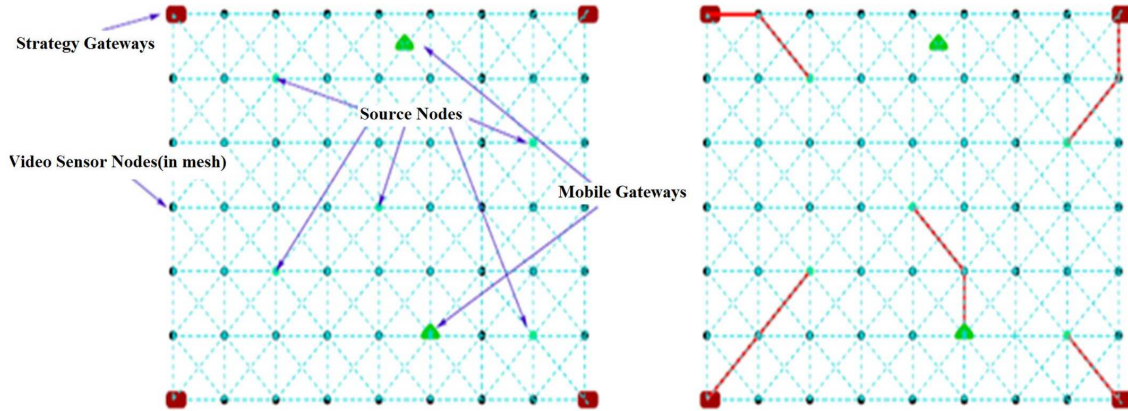 Strategy Gateways
Source Nodes
Video Sensor Nodes(in mesh)
Mobile Gateways